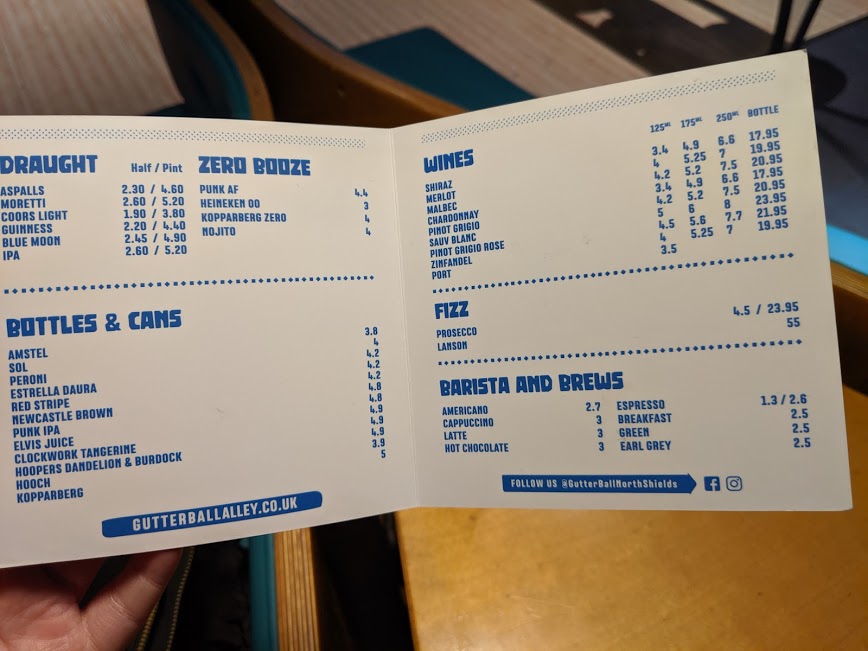 DRAUGHT Half / Pint
ASPALLS 2.30 / 4.60
MORETTI 2.60 / 5.20
COORS LIGHT 1.90 / 3.80
GUINNESS 2.20 / 4.40
BLUE MOON 2.45 / 4.90
IPA 2.60 / 5.20
ZERO BOOZE
PUNK AF 4.4
HEINEKEN 00 3
KOPPARBERG ZERO 4
NOJITO 4
BOTTLES & CANS
AMSTEL 3.8
SOL 4
PERONI 4.2
ESTRELLA DAURA 4.2
RED STRIPE 4.2
NEWCASTLE BROWN 4.8
PUNK IPA 4.8
ELVIS JUICE 4.9
CLOCKWORK TANGERINE 4.9
HOOPERS DANDELION & BURDOCK 4.9
HOOCH 3.9
KOPPARBERG 5
GUTTERBALLALLEY.CO.UK
WINES 125ML 175ML 250ML BOTTLE
SHIRAZ 3.4 4.9 6.6 17.95
MERLOT 4 5.25 7 19.95
MALBEC 4.2 5.2 7.5 20.95
CHARDONNAY 3.4 4.9 6.6 17.95
PINOT GRIGIO 4.2 5.2 7.5 20.95
SAUV BLANC 5 6 8 23.95
PINOT GRIGIO ROSE 4.5 5.6 7.7 21.95
ZINFANDEL 4 5.25 7 19.95
PORT 3.5
FIZZ
PROSECCO 4.5 / 23.95
LANSON 55
BARISTA AND BREWS
AMERICANO 2.7 ESPRESSO 1.3 / 2.6
CAPPUCCINO 3 BREAKFAST 2.5
LATTE 3 GREEN 2.5
HOT CHOCOLATE 3 EARL GREY 2.5
FOLLOW US @GutterBallNorthShields